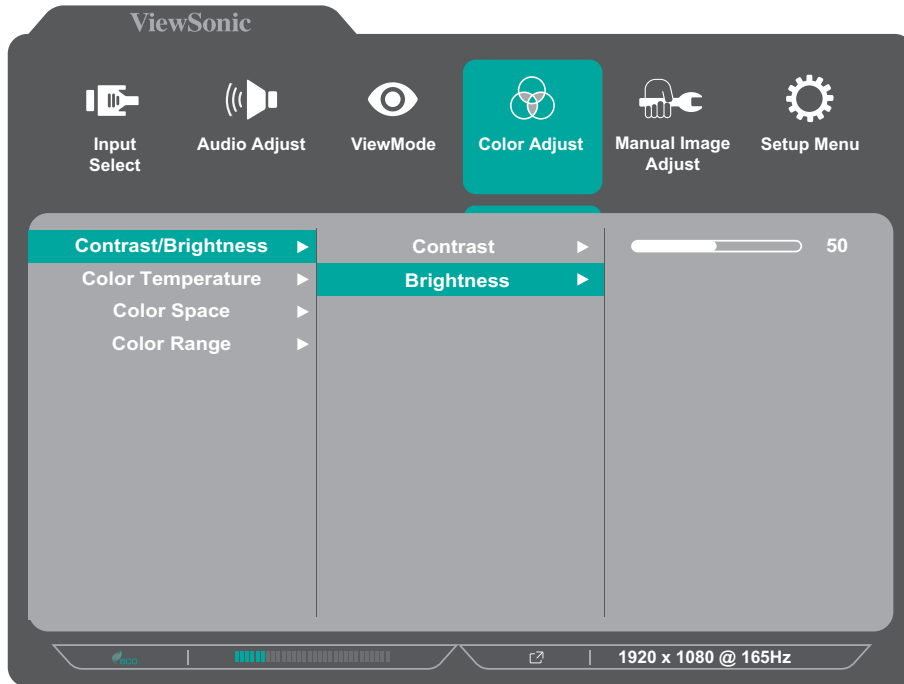 ViewSonic
Input Select
Audio Adjust
ViewMode
Color Adjust
Manual Image Adjust
Setup Menu
Contrast/Brightness
Contrast
50
Color Temperature
Brightness
Color Space
Color Range
eco
1920 x 1080 @ 165Hz